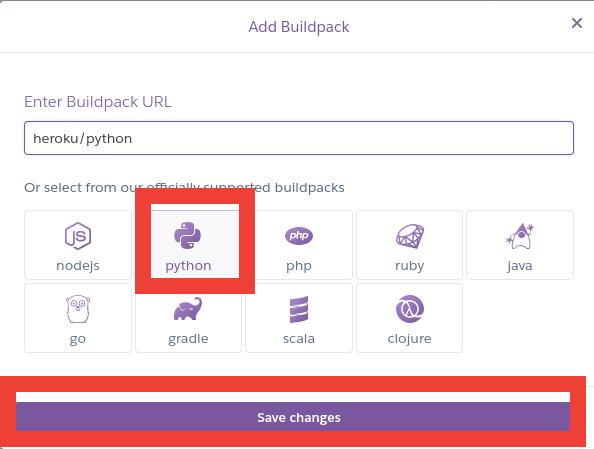 Add Buildpack
Enter Buildpack URL
heroku/python
Or select from our officially supported buildpacks
JS php
nodejs python php ruby java
go gradle scala clojure
Save changes